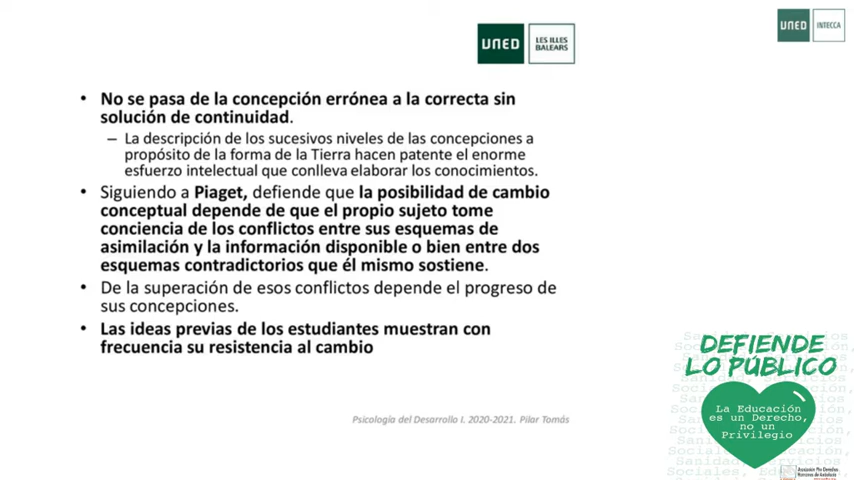 UNED
LES ILLES
BALEARS
UNED
INTECCA
• No se pasa de la concepción errónea a la correcta sin
solución de continuidad.
– La descripción de los sucesivos niveles de las concepciones a
propósito de la forma de la Tierra hacen patente el enorme
esfuerzo intelectual que conlleva elaborar los conocimientos.
• Siguiendo a Piaget, defiende que la posibilidad de cambio
conceptual depende de que el propio sujeto tome
conciencia de los conflictos entre sus esquemas de
asimilación y la información disponible o bien entre dos
esquemas contradictorios que él mismo sostiene.
• De la superación de esos conflictos depende el progreso de
sus concepciones.
• Las ideas previas de los estudiantes muestran con
frecuencia su resistencia al cambio
Psicología del Desarrollo I. 2020-2021. Pilar Tomás
DEFIENDE
LO PÚBLICO
La Educación
es un Derecho,
no un
Privilegio